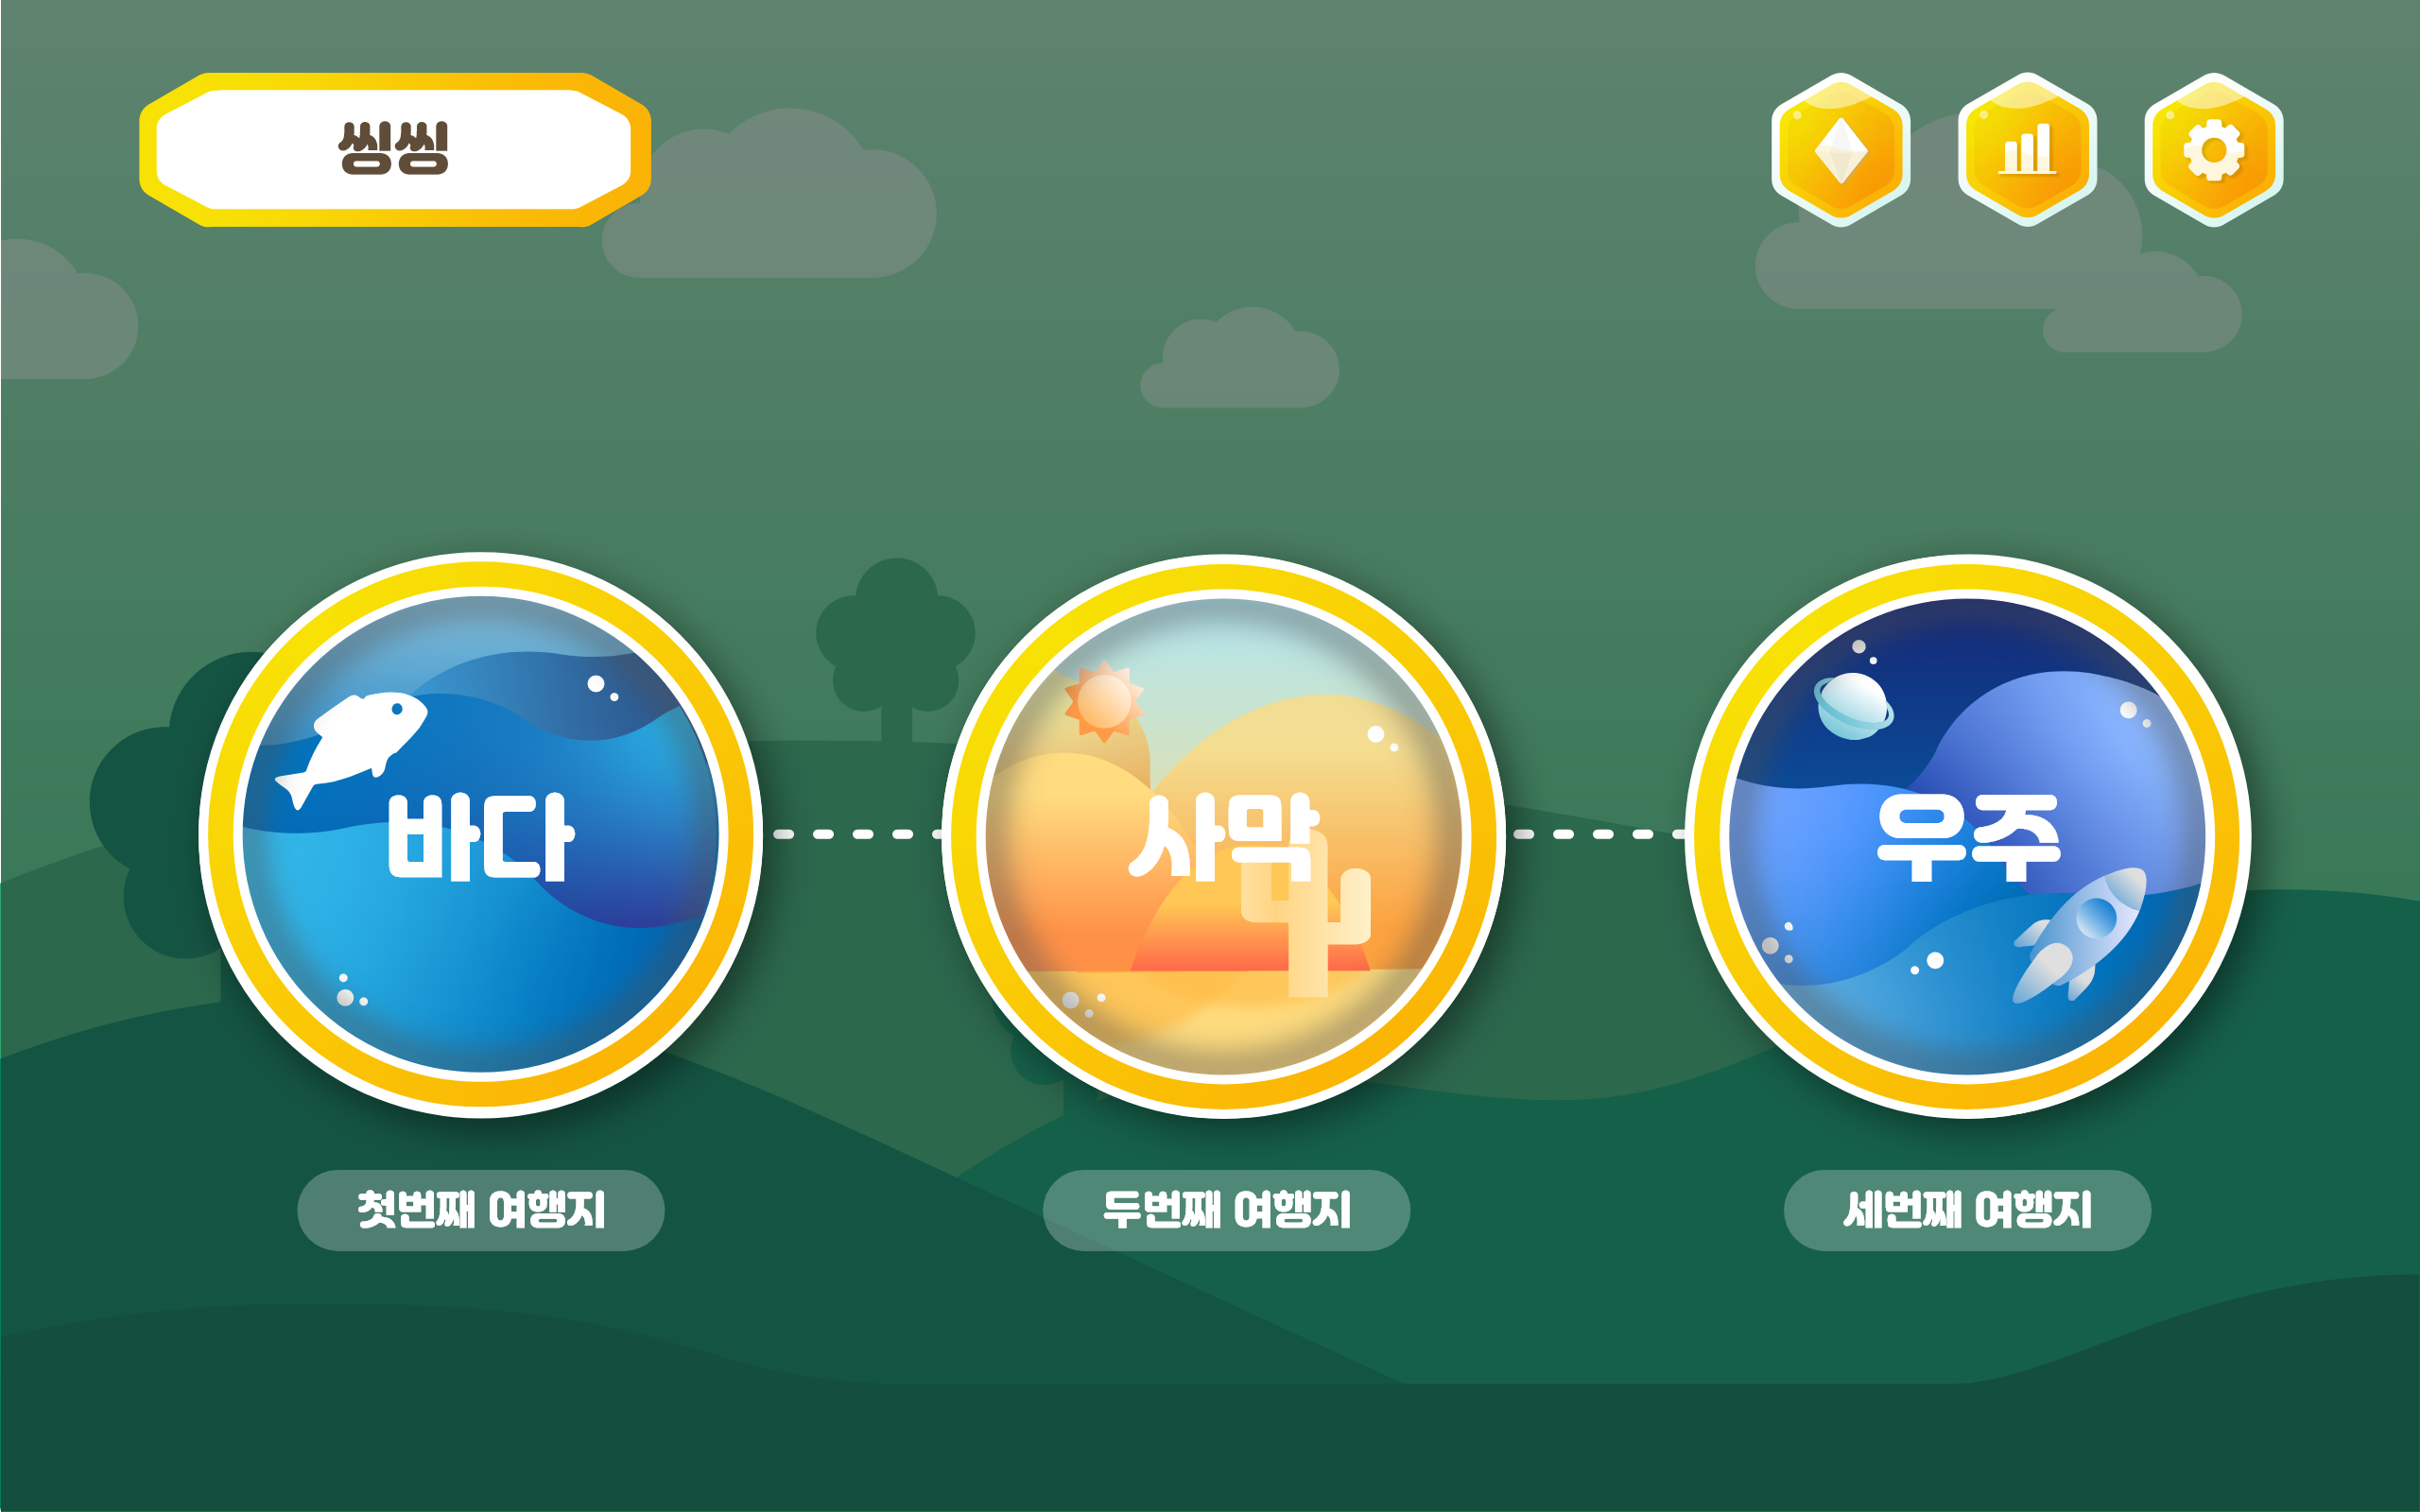 씽씽
바다
사막
우주
첫번째 여행지
두번째 여행지
세번째 여행지